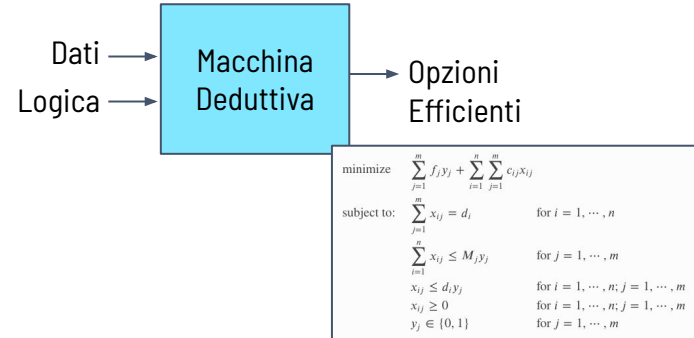 Dati
Logica
Macchina
Deduttiva
Opzioni
Efficienti
minimize ∑_{j=1}^{m} f_j y_j + ∑_{i=1}^{n} ∑_{j=1}^{m} c_{ij} x_{ij}
subject to: ∑_{j=1}^{m} x_{ij} = d_i for i = 1, ⋯ , n
∑_{i=1}^{n} x_{ij} ≤ M_j y_j for j = 1, ⋯ , m
x_{ij} ≤ d_i y_j for i = 1, ⋯ , n; j = 1, ⋯ , m
x_{ij} ≥ 0 for i = 1, ⋯ , n; j = 1, ⋯ , m
y_j ∈ {0, 1} for j = 1, ⋯ , m